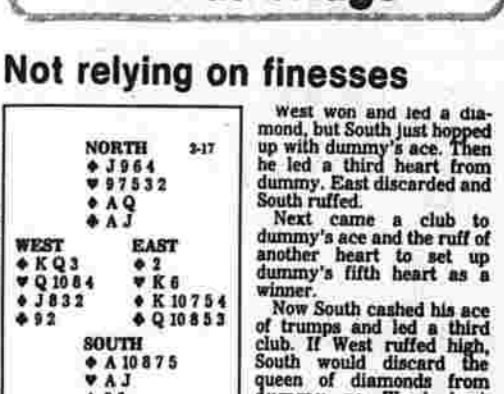 Not relying on finesses
NORTH 3-17
♠ J 9 6 4
♥ 9 7 5 3 2
♦ A Q
♣ A J
WEST EAST
♠ K Q 3 ♠ 2
♥ Q 10 8 4 ♥ K 6
♦ J 8 3 2 ♦ K 10 7 5 4
♣ 9 2 ♣ Q 10 8 5 3
SOUTH
♠ A 10 8 7 5
♥ A J
West won and led a dia-
mond, but South just hopped
up with dummy's ace. Then
he led a third heart from
dummy. East discarded and
South ruffed.
Next came a club to
dummy's ace and the ruff of
another heart to set up
dummy's fifth heart as a
winner.
Now South cashed his ace
of trumps and led a third
club. If West ruffed high,
South would discard the
queen of diamonds from